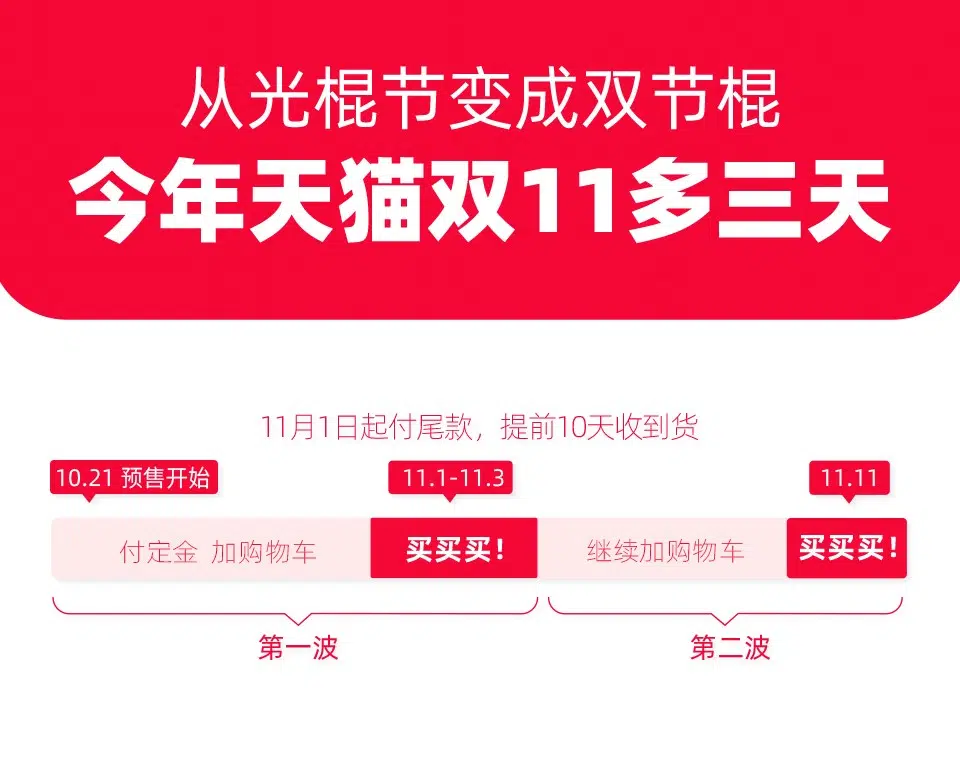 从光棍节变成双节棍
今年天猫双11多三天
11月1日起付尾款，提前10天收到货
10.21 预售开始
11.1-11.3
11.11
付定金 加购物车
买买买！
继续加购物车
买买买！
第一波
第二波